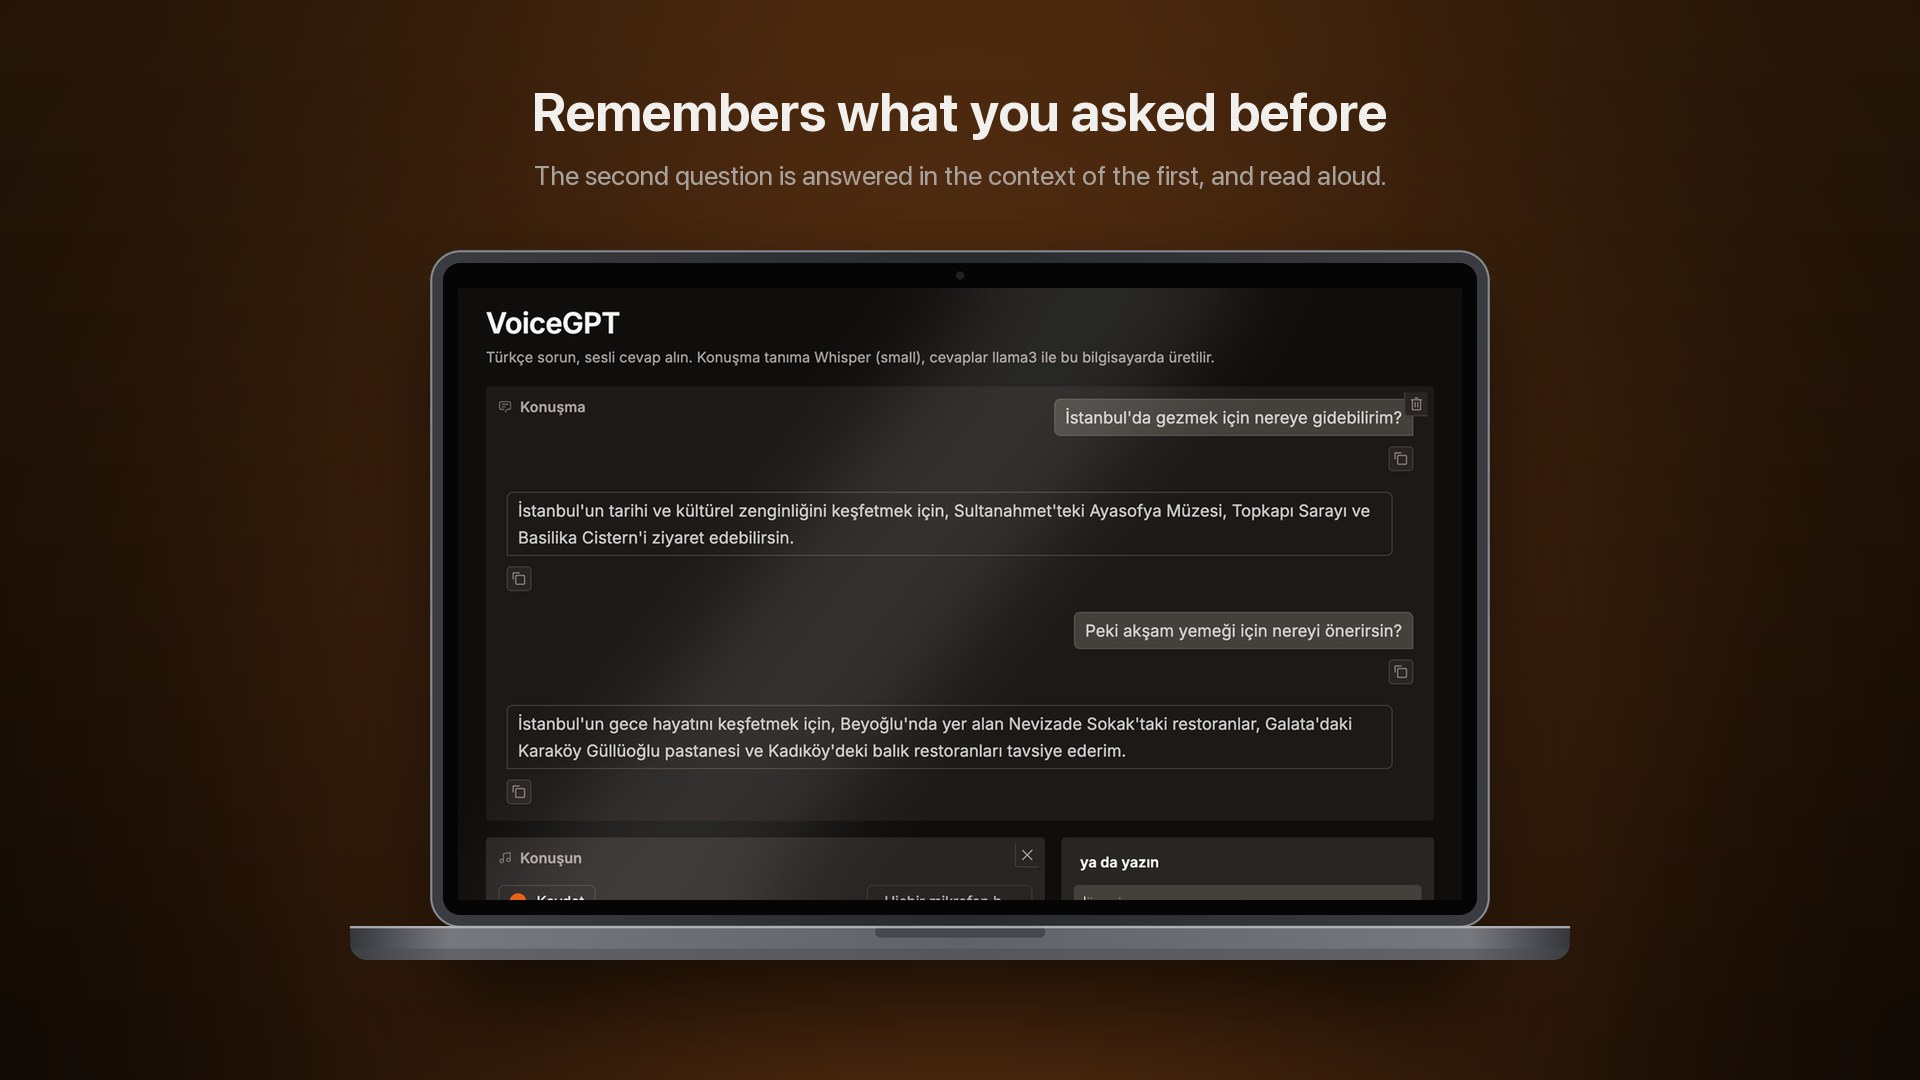 Remembers what you asked before
The second question is answered in the context of the first, and read aloud.
VoiceGPT
Türkçe sorun, sesli cevap alın. Konuşma tanıma Whisper (small), cevaplar llama3 ile bu bilgisayarda üretilir.
Konuşma
İstanbul'da gezmek için nereye gidebilirim?
İstanbul'un tarihi ve kültürel zenginliğini keşfetmek için, Sultanahmet'teki Ayasofya Müzesi, Topkapı Sarayı ve
Basilika Cistern'i ziyaret edebilirsin.
Peki akşam yemeği için nereyi önerirsin?
İstanbul'un gece hayatını keşfetmek için, Beyoğlu'nda yer alan Nevizade Sokak'taki restoranlar, Galata'daki
Karaköy Güllüoğlu pastanesi ve Kadıköy'deki balık restoranları tavsiye ederim.
Konuşun
ya da yazın
Kaydet